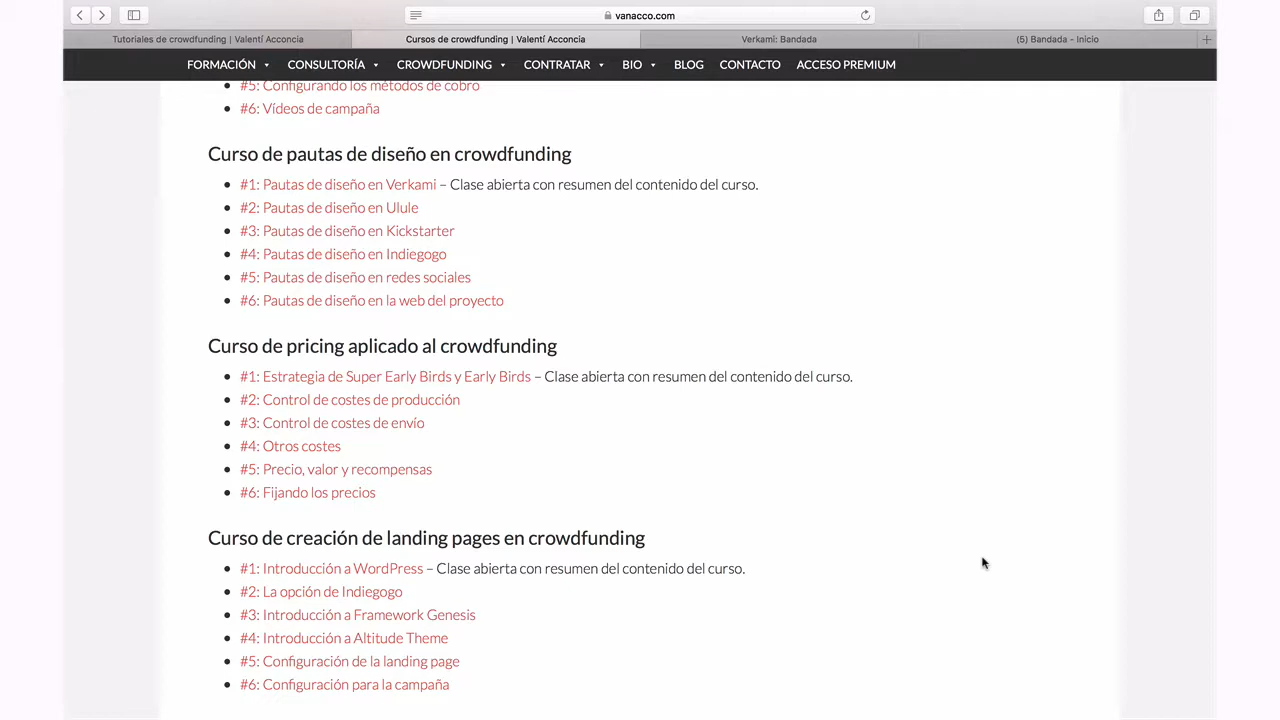 vanacco.com
Tutoriales de crowdfunding | Valentí Acconcia
Cursos de crowdfunding | Valentí Acconcia
Verkami: Bandada
(5) Bandada - Inicio
FORMACIÓN
CONSULTORÍA
CROWDFUNDING
CONTRATAR
BIO
BLOG
CONTACTO
ACCESO PREMIUM
#5: Configurando los métodos de cobro
#6: Vídeos de campaña
Curso de pautas de diseño en crowdfunding
#1: Pautas de diseño en Verkami – Clase abierta con resumen del contenido del curso.
#2: Pautas de diseño en Ulule
#3: Pautas de diseño en Kickstarter
#4: Pautas de diseño en Indiegogo
#5: Pautas de diseño en redes sociales
#6: Pautas de diseño en la web del proyecto
Curso de pricing aplicado al crowdfunding
#1: Estrategia de Super Early Birds y Early Birds – Clase abierta con resumen del contenido del curso.
#2: Control de costes de producción
#3: Control de costes de envío
#4: Otros costes
#5: Precio, valor y recompensas
#6: Fijando los precios
Curso de creación de landing pages en crowdfunding
#1: Introducción a WordPress – Clase abierta con resumen del contenido del curso.
#2: La opción de Indiegogo
#3: Introducción a Framework Genesis
#4: Introducción a Altitude Theme
#5: Configuración de la landing page
#6: Configuración para la campaña